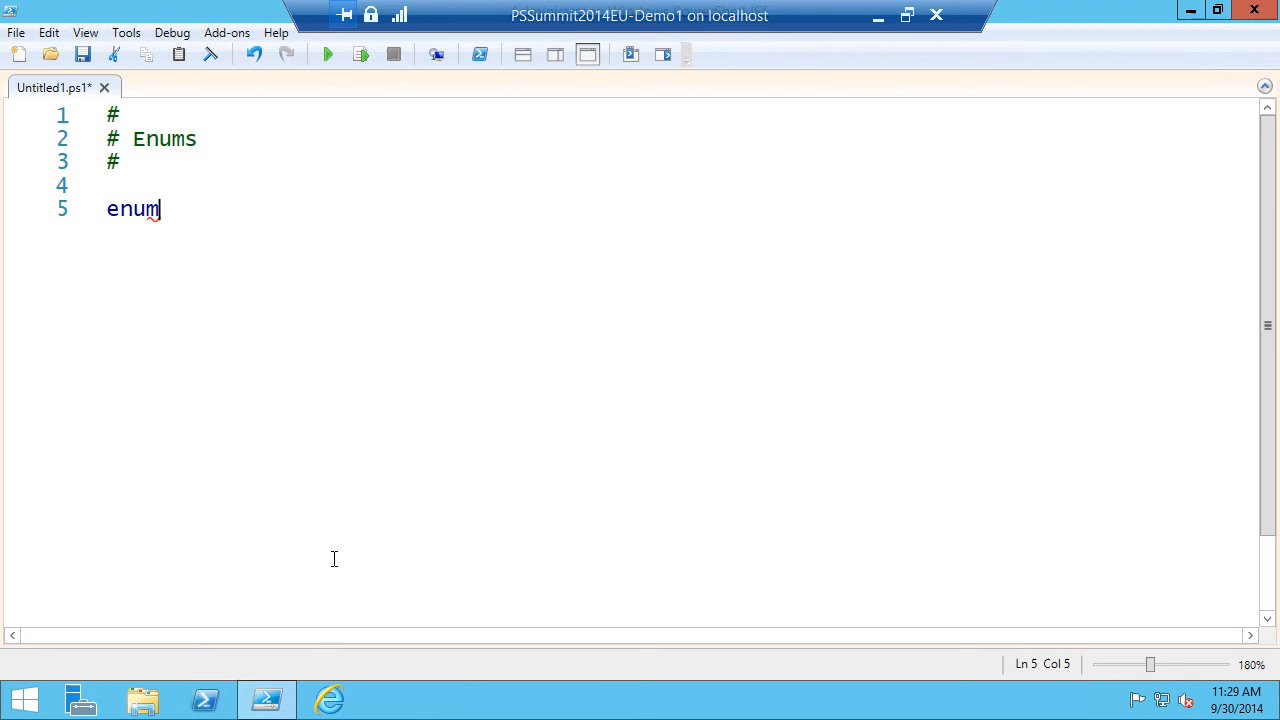 PSSummit2014EU-Demo1 on localhost
File Edit View Tools Debug Add-ons Help
Untitled1.ps1*
1 #
2 # Enums
3 #
4
5 enum
Ln 5 Col 5 180%
11:29 AM
9/30/2014